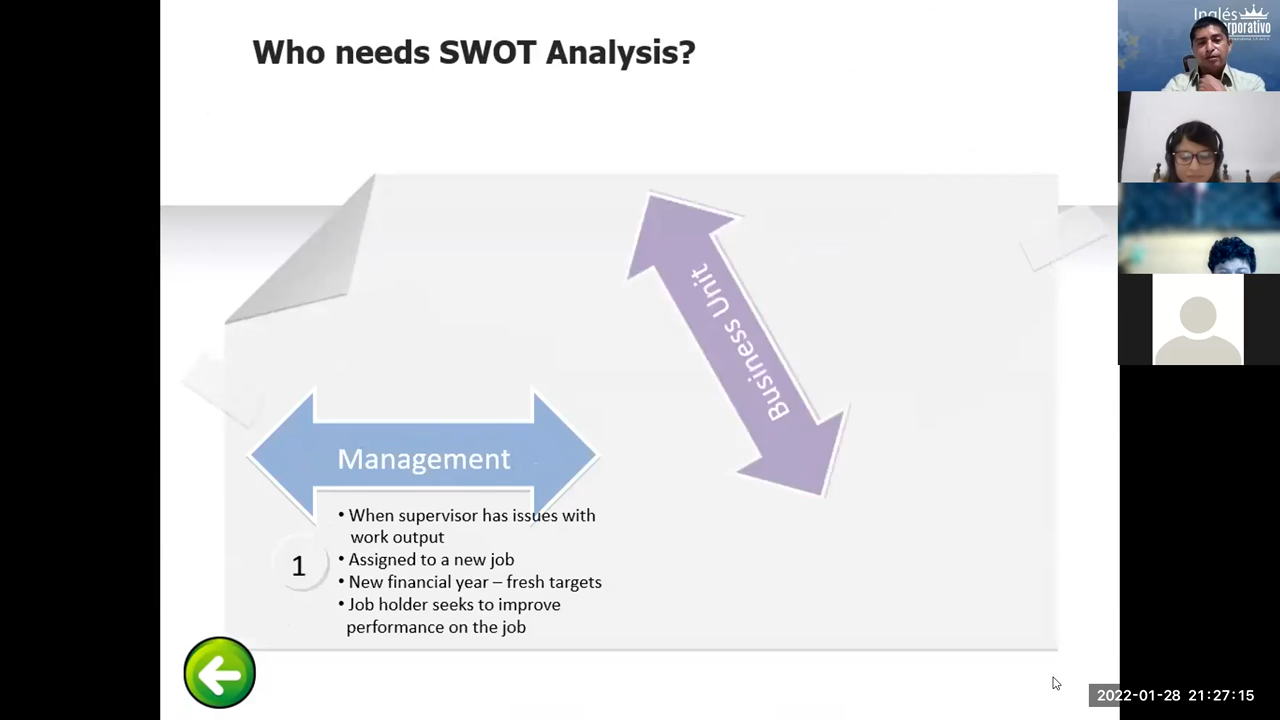 Who needs SWOT Analysis?
Inglés
Business Unit
Management
• When supervisor has issues with
work output
1
• Assigned to a new job
• New financial year – fresh targets
• Job holder seeks to improve
performance on the job
2022-01-28 21:27:15